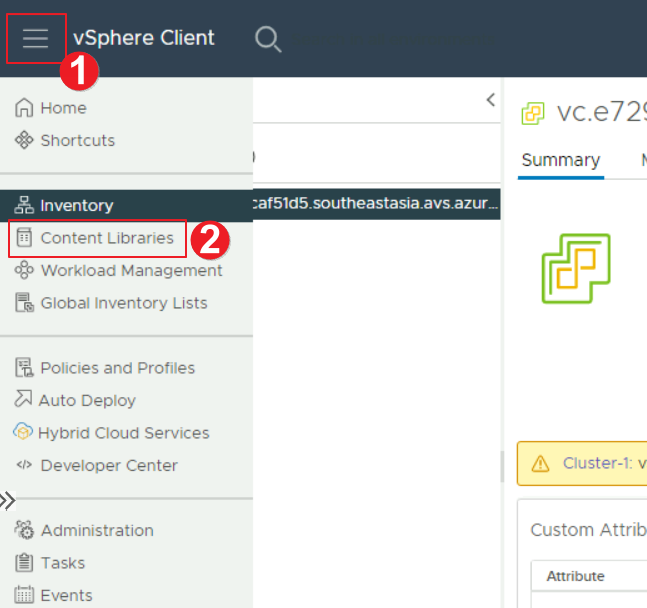 vSphere Client
1
Home
Shortcuts
vc.e729
Summary
Inventory
caf51d5.southeastasia.avs.azur...
Content Libraries
2
Workload Management
Global Inventory Lists
Policies and Profiles
Auto Deploy
Hybrid Cloud Services
Developer Center
Cluster-1: v
Administration
Custom Attrib
Tasks
Attribute
Events